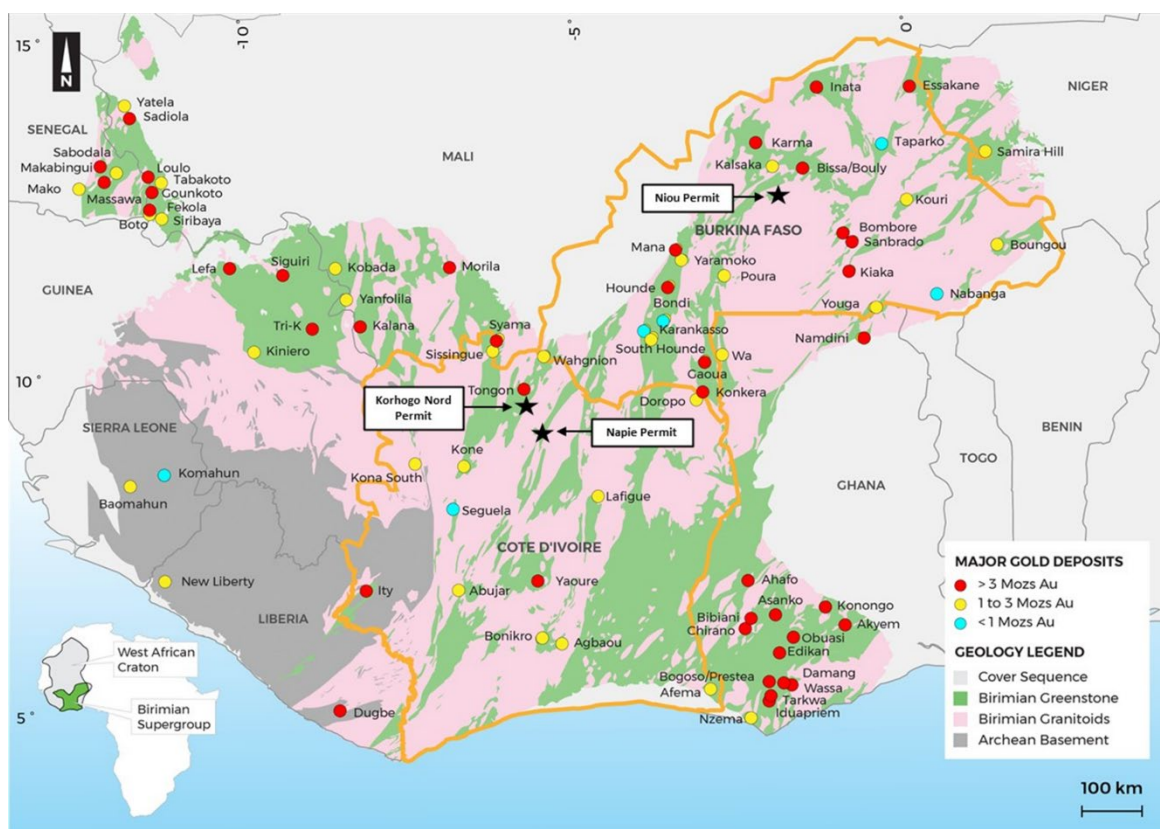 15°
-10°
-5°
0°
N
Yatela
Sadiola
SENEGAL
Sabodala
Makabingui
Mako
Massawa
Loulo
Tabakoto
Gounkoto
Fekola
Boto
Siribaya
MALI
NIGER
Inata
Essakane
Karma
Taparko
Kalsaka
Bissa/Bouly
Samira Hill
Niou Permit
Kouri
BURKINA FASO
Bombore
Sanbrado
Boungou
Mana
Yaramoko
Poura
Kiaka
Hounde
Bondi
Nabanga
Youga
Karankasso
South Hounde
Namdini
Wa
Gaoua
Konkera
Doropo
GUINEA
Lefa
Siguiri
Kobada
Morila
Yanfolila
Tri-K
Kalana
Syama
Kiniero
Sissingue
Wahgnion
10°
Tongon
Korhogo Nord
Permit
Napie Permit
SIERRA LEONE
Komahun
Baomahun
Kone
Kona South
Seguela
Lafigue
BENIN
TOGO
GHANA
COTE D'IVOIRE
New Liberty
LIBERIA
Ity
Abujar
Yaoure
Bonikro
Agbaou
Ahafo
Asanko
Konongo
Bibiani
Chirano
Akyem
Obuasi
Edikan
Bogoso/Prestea
Damang
Afema
Wassa
Tarkwa
Iduapriem
Nzema
Dugbe
5°
West African
Craton
Birimian
Supergroup
MAJOR GOLD DEPOSITS
> 3 Mozs Au
1 to 3 Mozs Au
< 1 Mozs Au
GEOLOGY LEGEND
Cover Sequence
Birimian Greenstone
Birimian Granitoids
Archean Basement
100 km